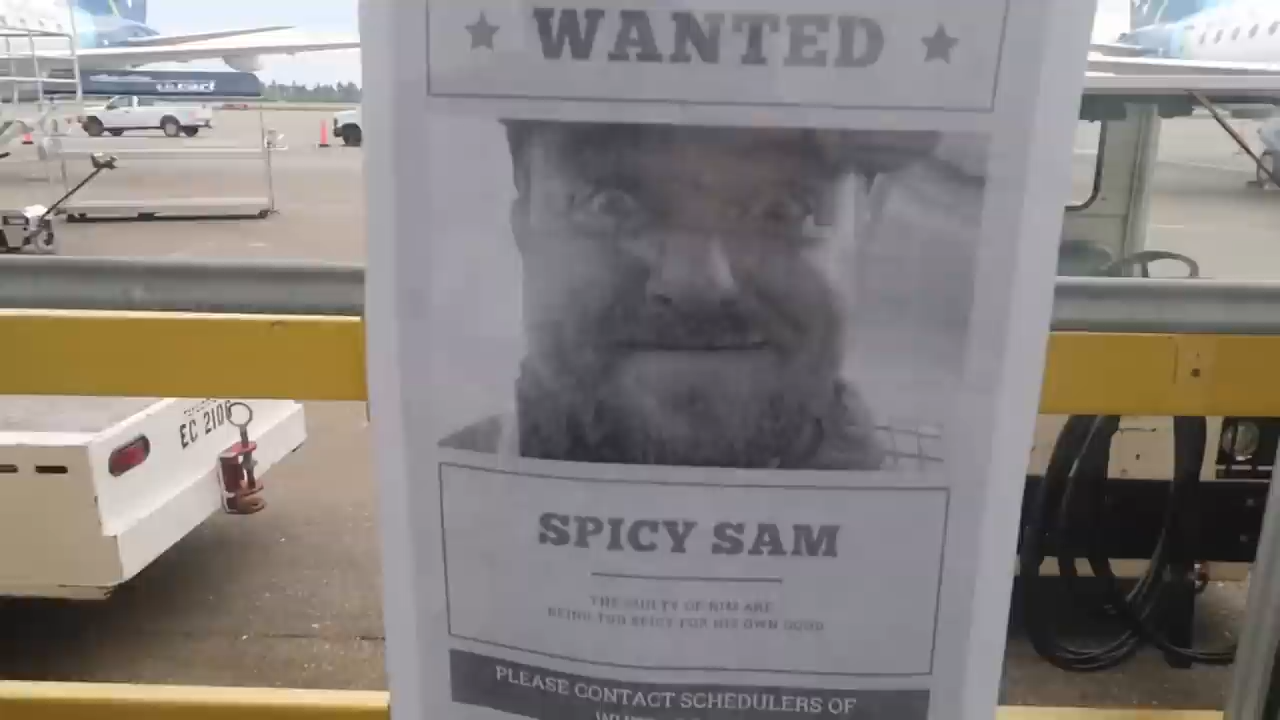 WANTED
SPICY SAM
THE GUILTY OF HIM ARE
BEING TOO SPICY FOR HIS OWN GOOD
PLEASE CONTACT SCHEDULERS OF
EC 2106